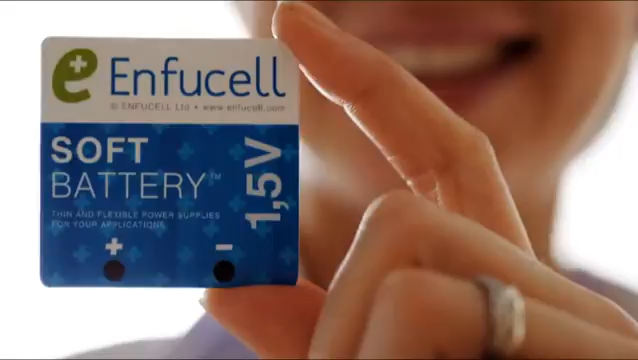 Enfucell
© ENFUCELL Ltd • www.enfucell.com
SOFT
BATTERY™
1,5V
THIN AND FLEXIBLE POWER SUPPLIES
FOR YOUR APPLICATIONS
+ -